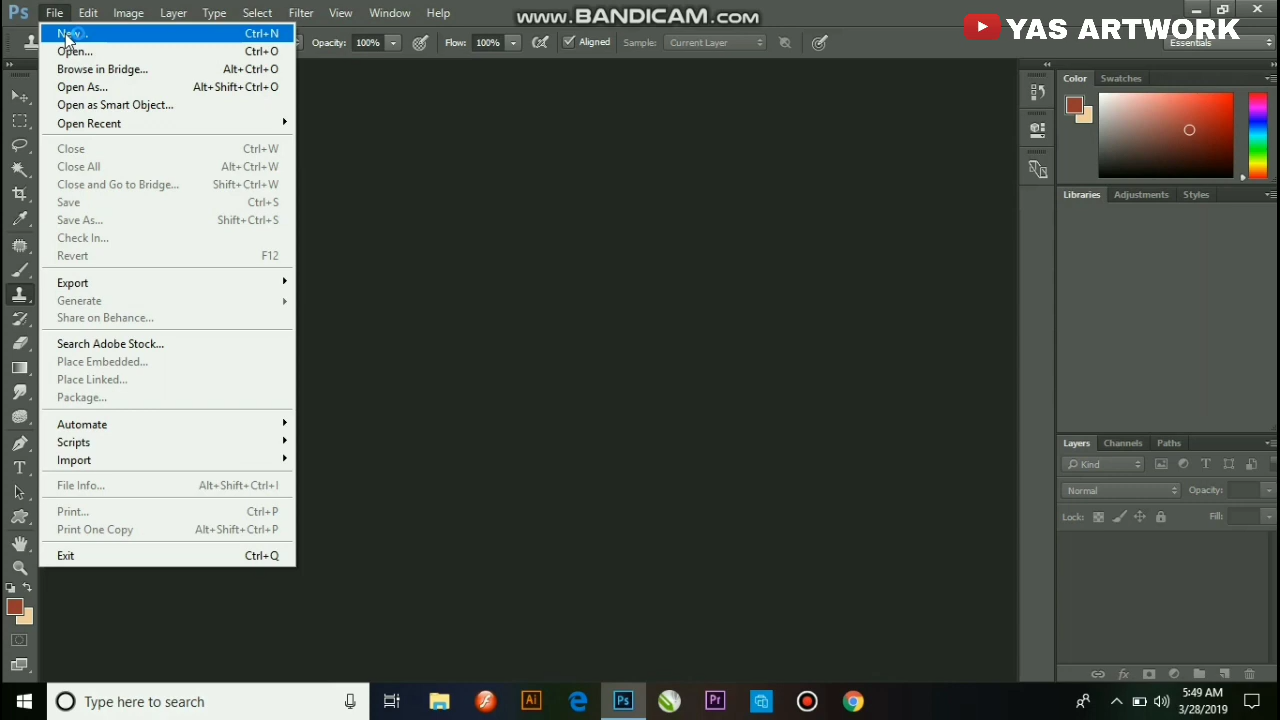 Ps File Edit Image Layer Type Select Filter View Window Help
www.BANDICAM.com
YAS ARTWORK
Opacity: 100% Flow: 100% Aligned Sample: Current Layer Essentials
New... Ctrl+N
Open... Ctrl+O
Browse in Bridge... Alt+Ctrl+O
Open As... Alt+Shift+Ctrl+O
Open as Smart Object...
Open Recent
Close Ctrl+W
Close All Alt+Ctrl+W
Close and Go to Bridge... Shift+Ctrl+W
Save Ctrl+S
Save As... Shift+Ctrl+S
Check In...
Revert F12
Export
Generate
Share on Behance...
Search Adobe Stock...
Place Embedded...
Place Linked...
Package...
Automate
Scripts
Import
File Info... Alt+Shift+Ctrl+I
Print... Ctrl+P
Print One Copy Alt+Shift+Ctrl+P
Exit Ctrl+Q
Color Swatches
Libraries Adjustments Styles
Layers Channels Paths
Kind
Normal Opacity:
Lock: Fill:
Type here to search
Ai Ps Pr
5:49 AM
3/28/2019